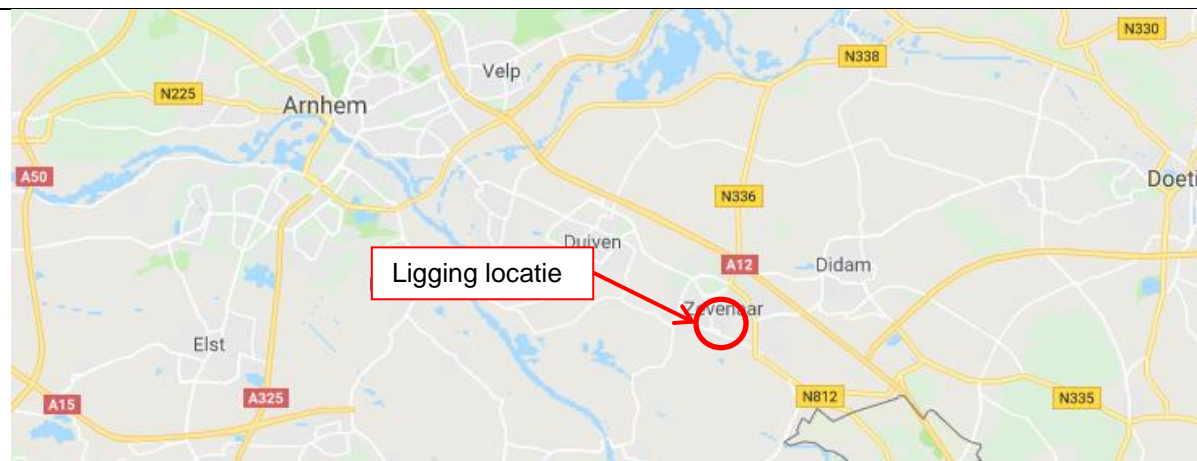 N330
N338
Velp
N225
Arnhem
A50
Doeti
N336
Duiven
A12
Didam
Ligging locatie
Zevenaar
Elst
A15
A325
N812
N335